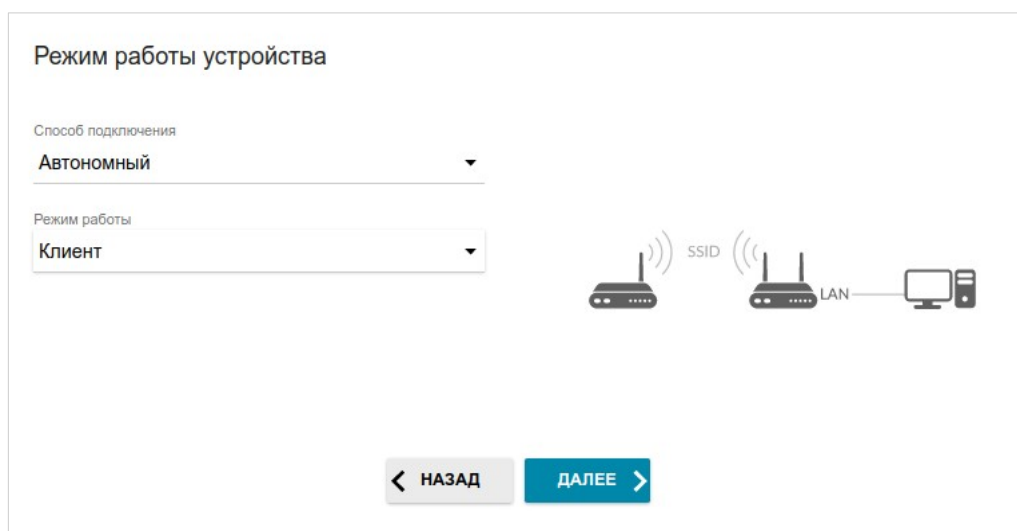 Режим работы устройства
Способ подключения
Автономный
Режим работы
Клиент
SSID
LAN
НАЗАД
ДАЛЕЕ